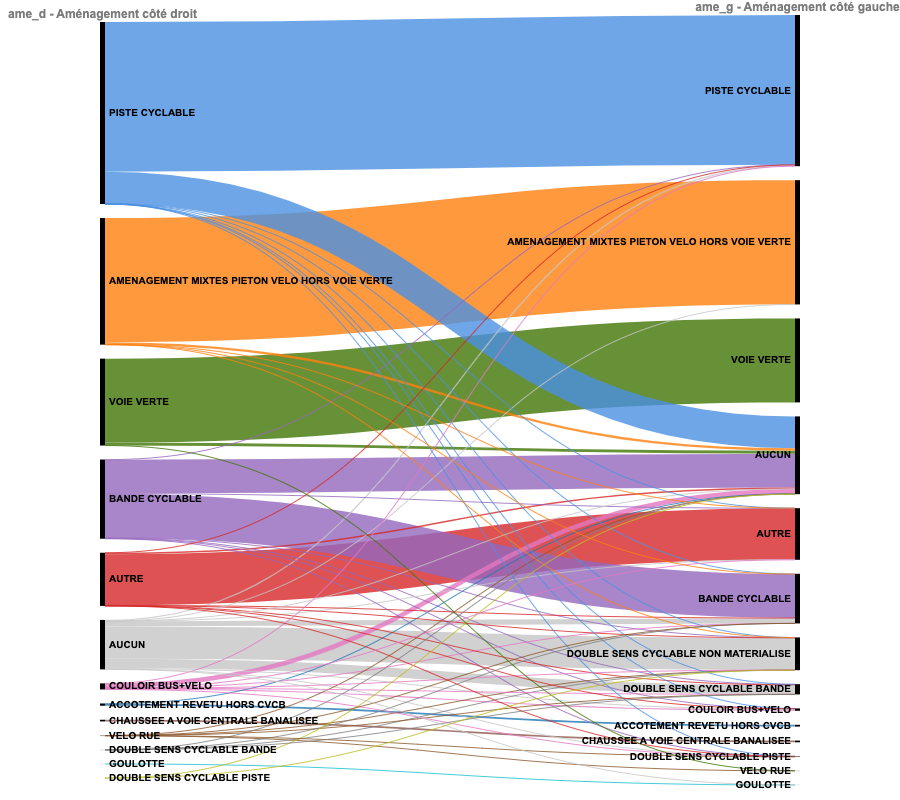 ame_d - Aménagement côté droit
ame_g - Aménagement côté gauche
PISTE CYCLABLE
AMENAGEMENT MIXTES PIETON VELO HORS VOIE VERTE
VOIE VERTE
BANDE CYCLABLE
AUTRE
AUCUN
COULOIR BUS+VELO
ACCOTEMENT REVETU HORS CVCB
CHAUSSEE A VOIE CENTRALE BANALISEE
VELO RUE
DOUBLE SENS CYCLABLE BANDE
GOULOTTE
DOUBLE SENS CYCLABLE PISTE
PISTE CYCLABLE
AMENAGEMENT MIXTES PIETON VELO HORS VOIE VERTE
VOIE VERTE
AUCUN
AUTRE
BANDE CYCLABLE
DOUBLE SENS CYCLABLE NON MATERIALISE
DOUBLE SENS CYCLABLE BANDE
COULOIR BUS+VELO
ACCOTEMENT REVETU HORS CVCB
CHAUSSEE A VOIE CENTRALE BANALISEE
DOUBLE SENS CYCLABLE PISTE
VELO RUE
GOULOTTE